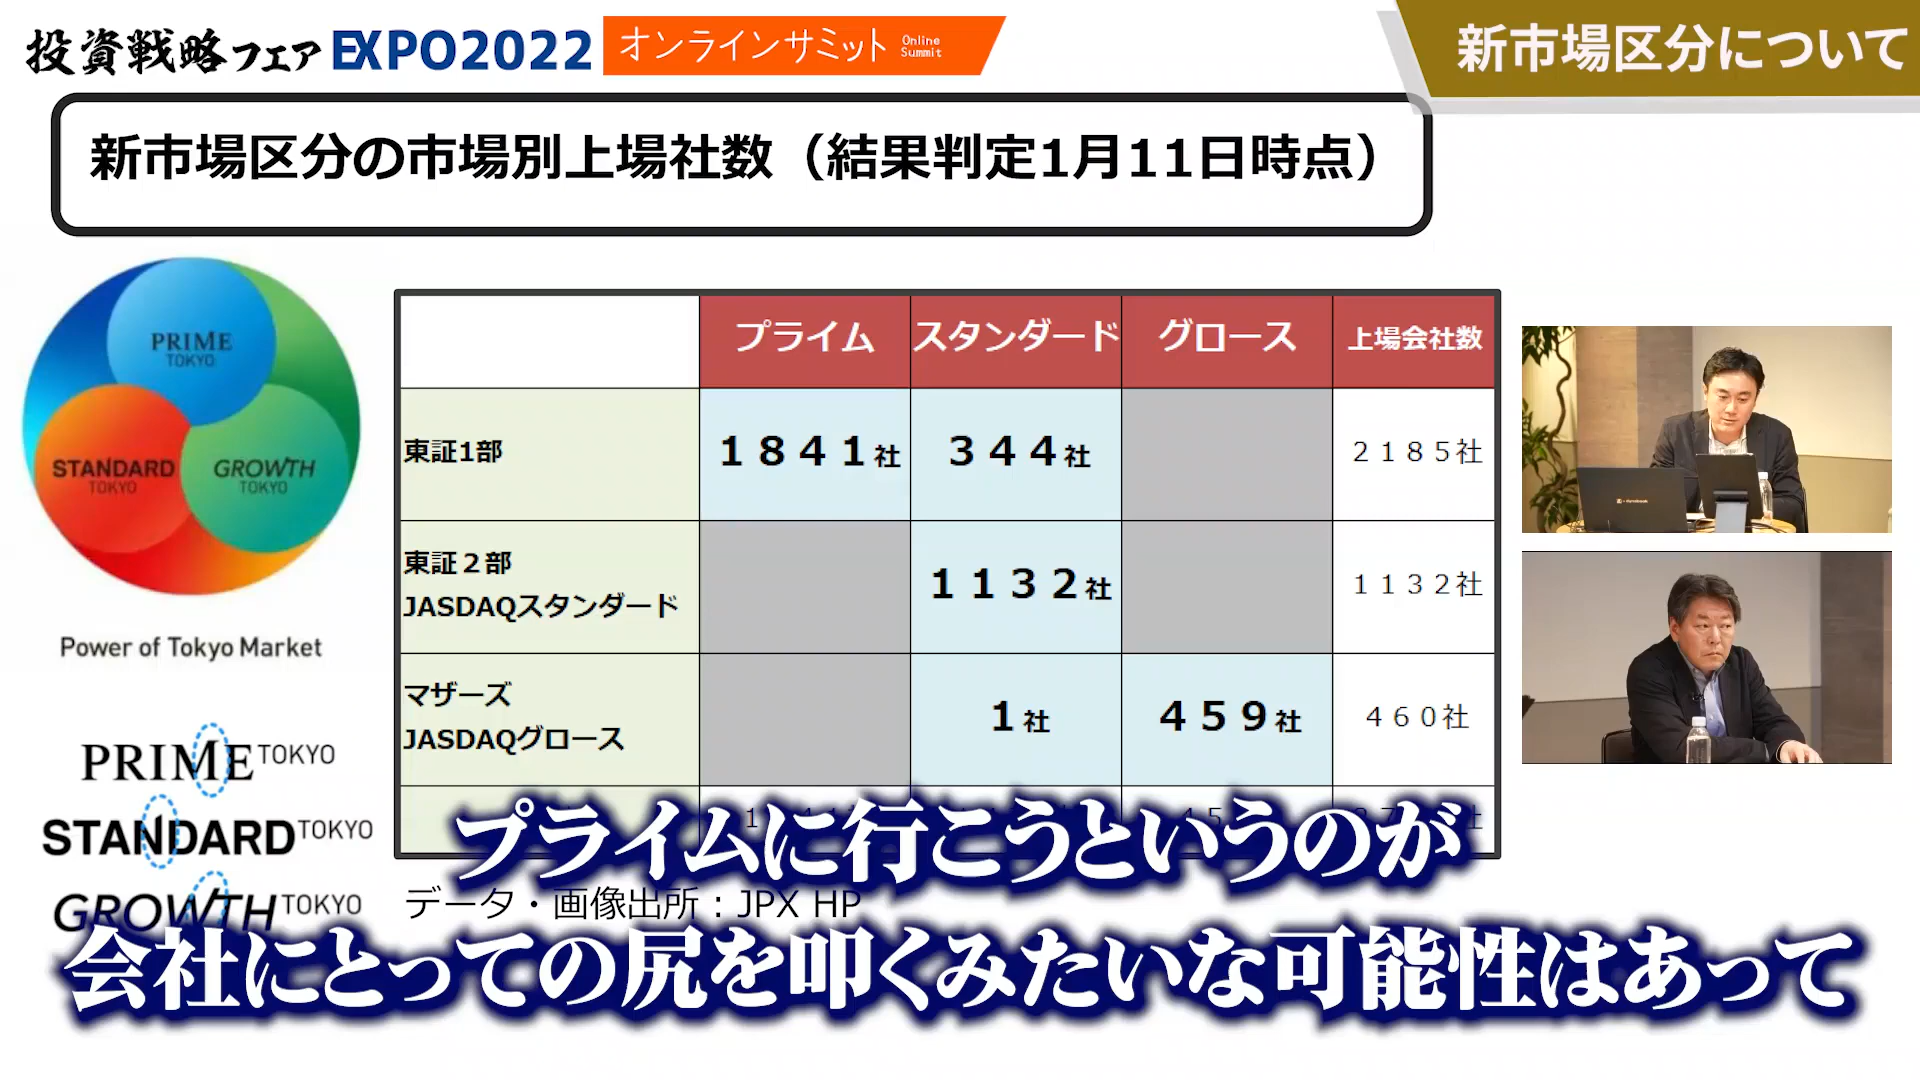 投資戦略フェア EXPO2022 オンラインサミット Online Summit
新市場区分について
新市場区分の市場別上場社数（結果判定1月11日時点）
PRIME
TOKYO
STANDARD
TOKYO
GROWTH
TOKYO
Power of Tokyo Market
PRIME TOKYO
STANDARD TOKYO
GROWTH TOKYO
プライム スタンダード グロース 上場会社数
東証1部 １８４１社 ３４４社 ２１８５社
東証２部
JASDAQスタンダード １１３２社 １１３２社
マザーズ
JASDAQグロース １社 ４５９社 ４６０社
データ・画像出所：JPX HP
プライムに行こうというのが
会社にとっての尻を叩くみたいな可能性はあって